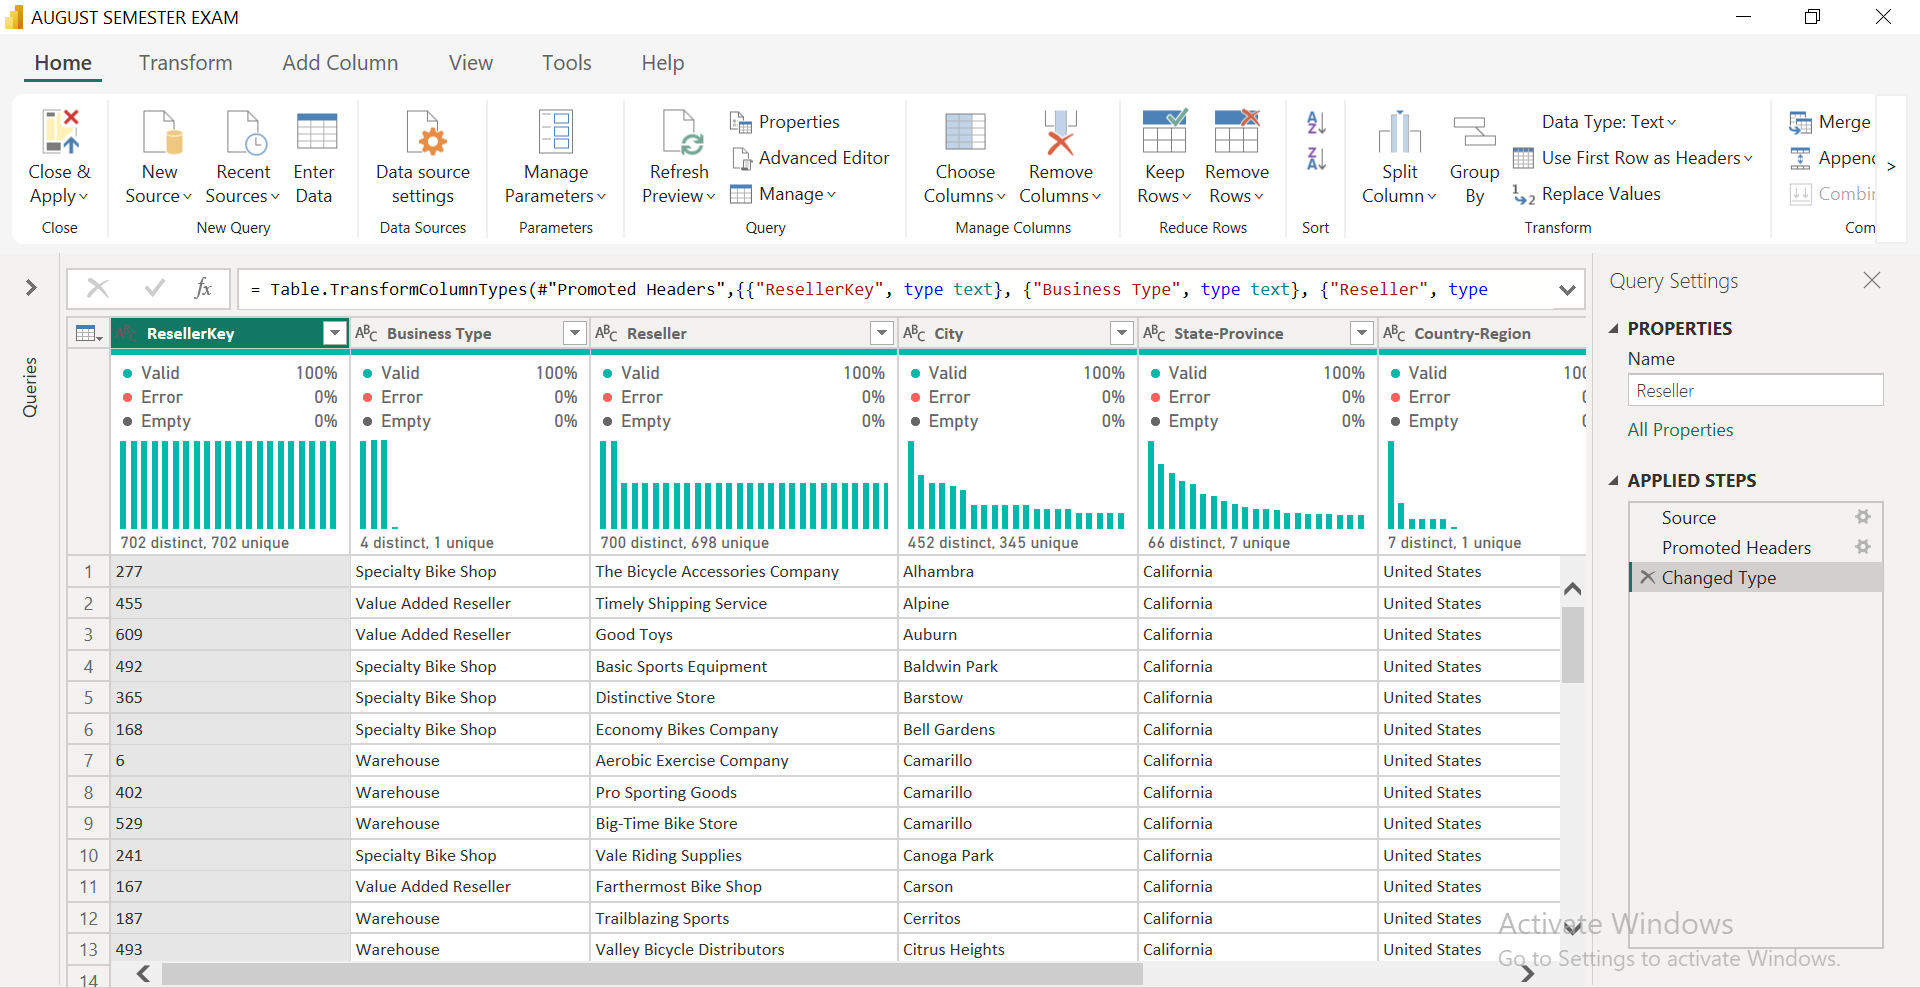 AUGUST SEMESTER EXAM
Home Transform Add Column View Tools Help
Close & Apply
Close
New Source
Recent Sources
Enter Data
New Query
Data source settings
Data Sources
Manage Parameters
Parameters
Refresh Preview
Properties
Advanced Editor
Manage
Query
Choose Columns
Remove Columns
Manage Columns
Keep Rows
Remove Rows
Reduce Rows
Sort
Split Column
Group By
Data Type: Text
Use First Row as Headers
Replace Values
Transform
Merge
Appen
Combi
Com
Queries
fx = Table.TransformColumnTypes(#"Promoted Headers",{{"ResellerKey", type text}, {"Business Type", type text}, {"Reseller", type
ABC ResellerKey ABC Business Type ABC Reseller ABC City ABC State-Province ABC Country-Region
Valid 100% Valid 100% Valid 100% Valid 100% Valid 100% Valid 100
Error 0% Error 0% Error 0% Error 0% Error 0% Error
Empty 0% Empty 0% Empty 0% Empty 0% Empty 0% Empty
702 distinct, 702 unique 4 distinct, 1 unique 700 distinct, 698 unique 452 distinct, 345 unique 66 distinct, 7 unique 7 distinct, 1 unique
1 277 Specialty Bike Shop The Bicycle Accessories Company Alhambra California United States
2 455 Value Added Reseller Timely Shipping Service Alpine California United States
3 609 Value Added Reseller Good Toys Auburn California United States
4 492 Specialty Bike Shop Basic Sports Equipment Baldwin Park California United States
5 365 Specialty Bike Shop Distinctive Store Barstow California United States
6 168 Specialty Bike Shop Economy Bikes Company Bell Gardens California United States
7 6 Warehouse Aerobic Exercise Company Camarillo California United States
8 402 Warehouse Pro Sporting Goods Camarillo California United States
9 529 Warehouse Big-Time Bike Store Camarillo California United States
10 241 Specialty Bike Shop Vale Riding Supplies Canoga Park California United States
11 167 Value Added Reseller Farthermost Bike Shop Carson California United States
12 187 Warehouse Trailblazing Sports Cerritos California United States
13 493 Warehouse Valley Bicycle Distributors Citrus Heights California United States
14
Query Settings
PROPERTIES
Name
Reseller
All Properties
APPLIED STEPS
Source
Promoted Headers
Changed Type
Activate Windows
Go to Settings to activate Windows.